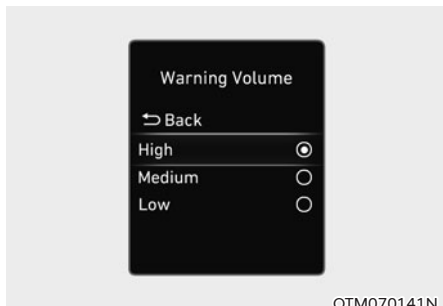 Warning Volume
Back
High
Medium
Low
OTM070141N